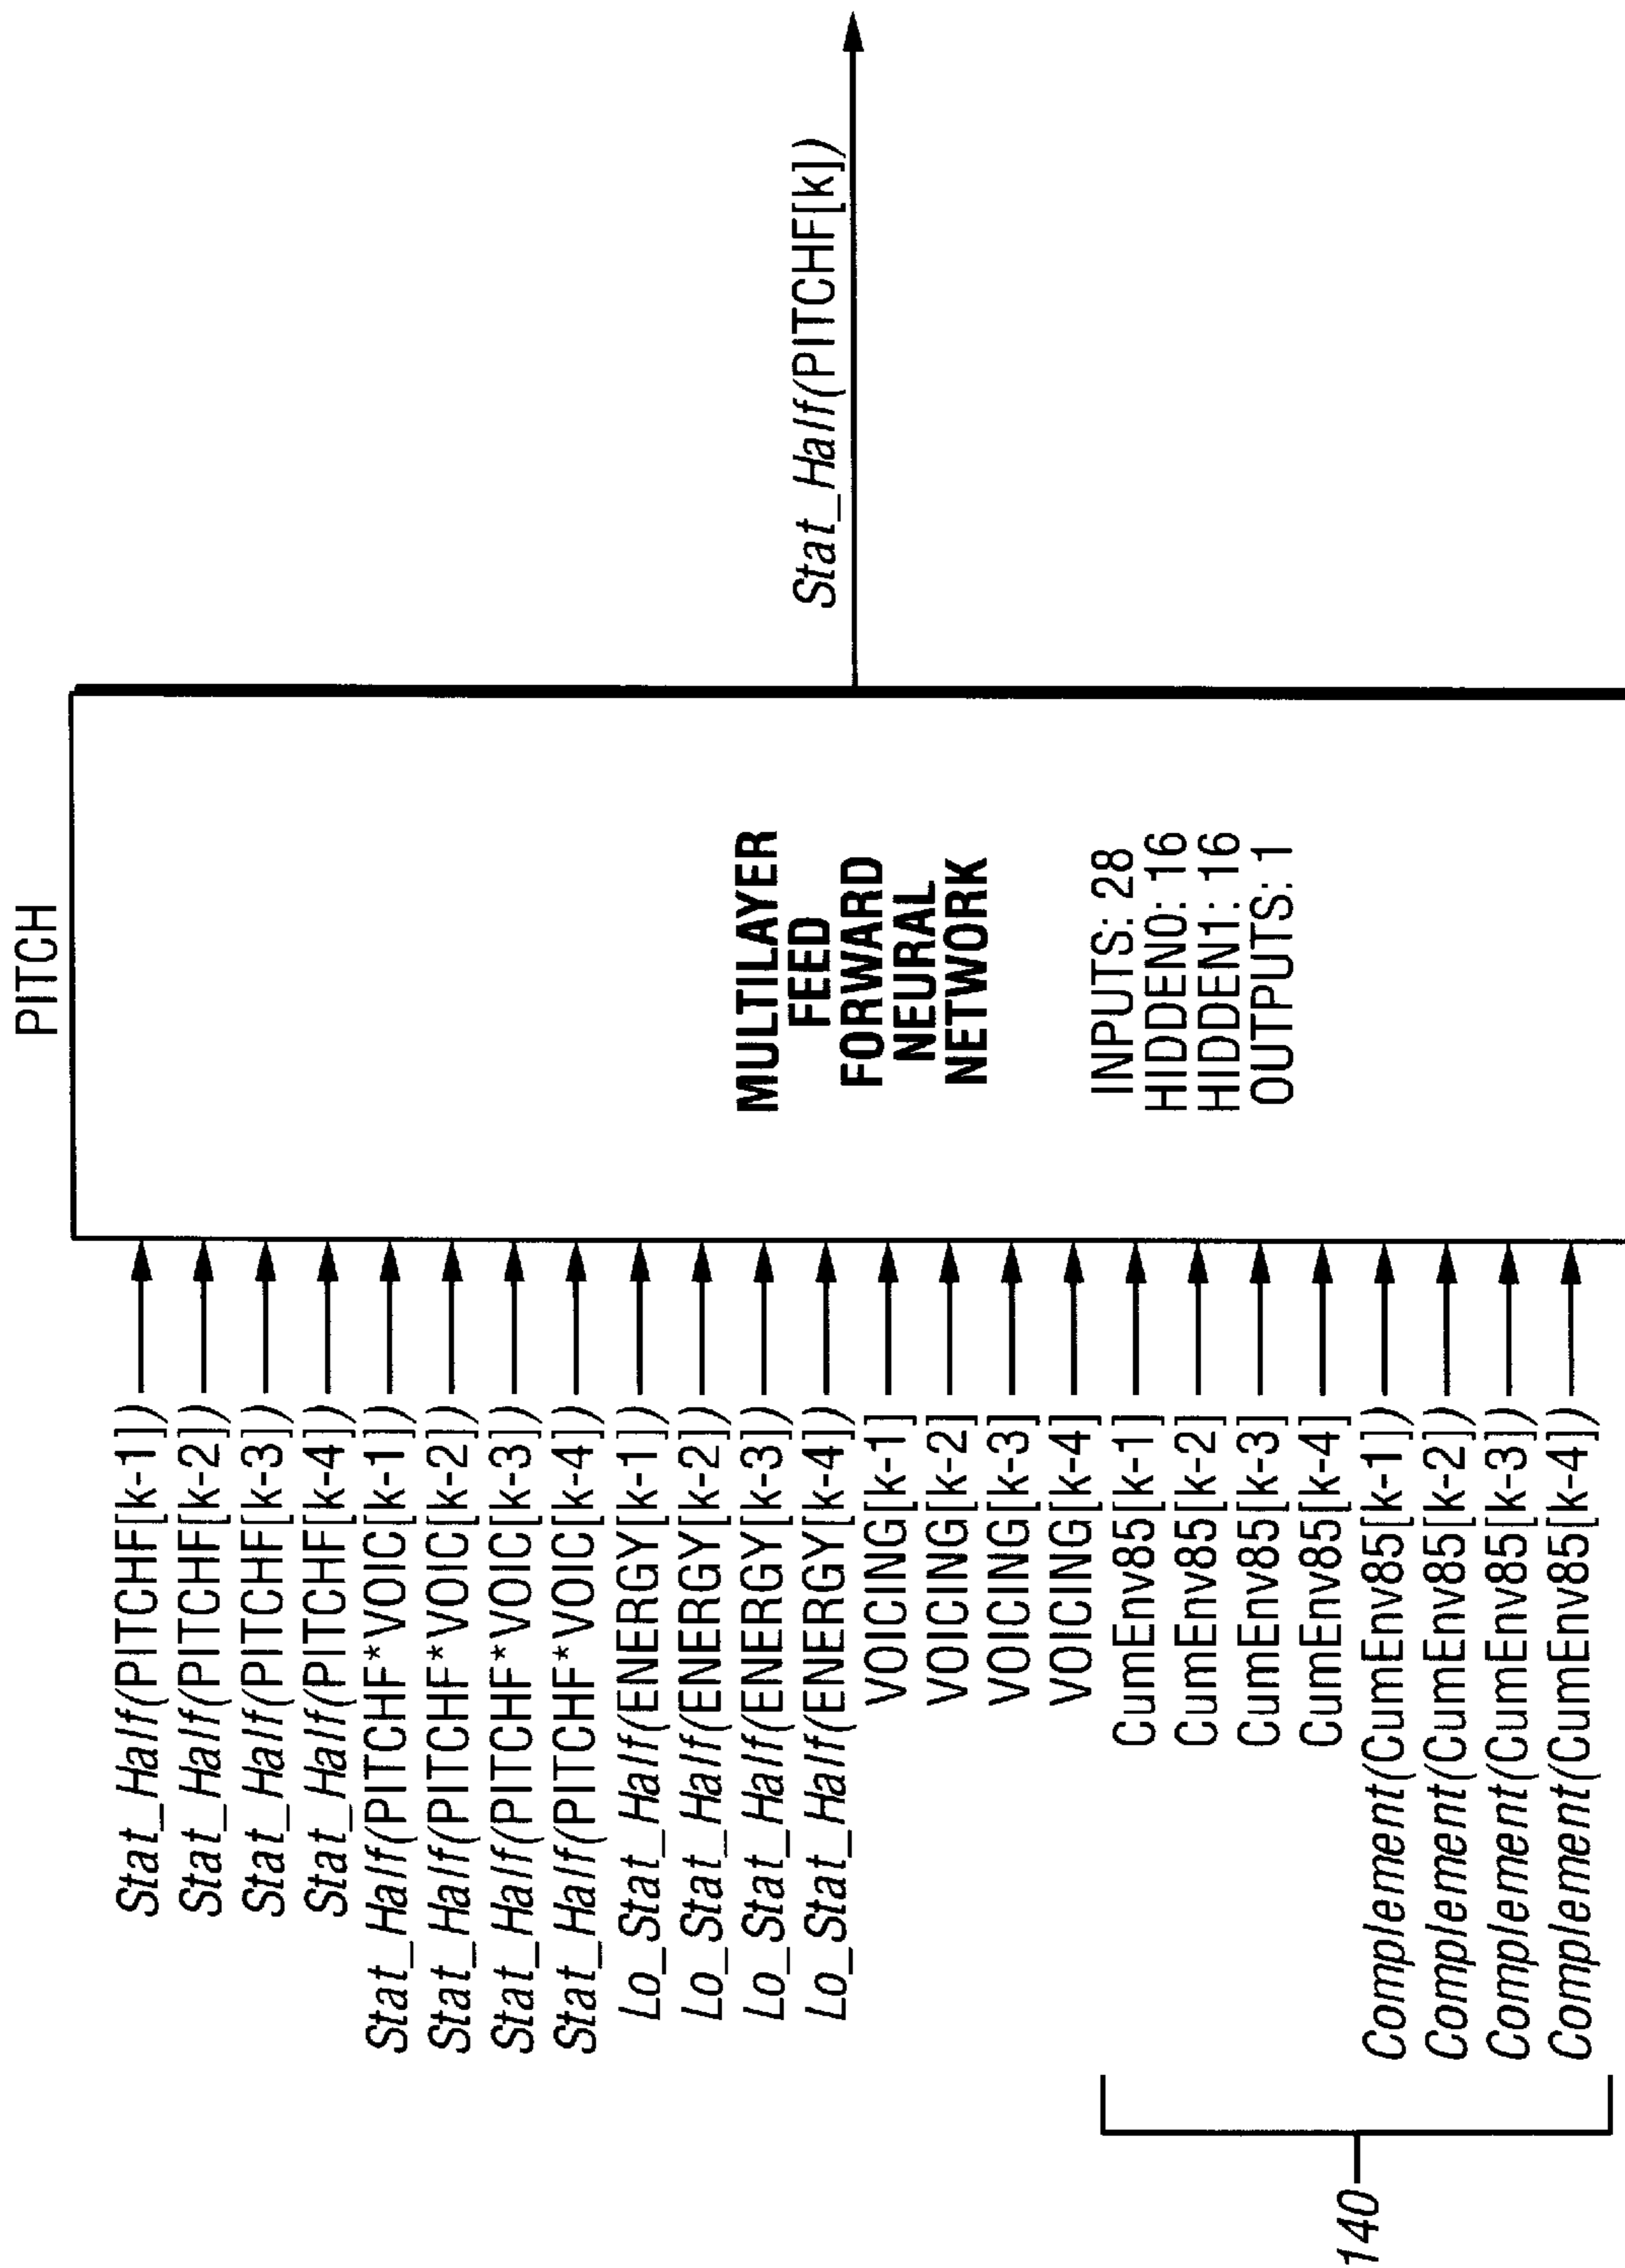 PITCH
Stat_Half(PITCHF[k-1])
Stat_Half(PITCHF[k-2])
Stat_Half(PITCHF[k-3])
Stat_Half(PITCHF[k-4])
Stat_Half(PITCHF*VOIC[k-1])
Stat_Half(PITCHF*VOIC[k-2])
Stat_Half(PITCHF*VOIC[k-3])
Stat_Half(PITCHF*VOIC[k-4])
Lo_Stat_Half(ENERGY[k-1])
Lo_Stat_Half(ENERGY[k-2])
Lo_Stat_Half(ENERGY[k-3])
Lo_Stat_Half(ENERGY[k-4])
VOICING[k-1]
VOICING[k-2]
VOICING[k-3]
VOICING[k-4]
CumEnv85[k-1]
CumEnv85[k-2]
CumEnv85[k-3]
CumEnv85[k-4]
Complement(CumEnv85[k-1])
Complement(CumEnv85[k-2])
Complement(CumEnv85[k-3])
Complement(CumEnv85[k-4])
140
MULTILAYER
FEED
FORWARD
NEURAL
NETWORK
INPUTS: 28
HIDDEN0: 16
HIDDEN1: 16
OUTPUTS: 1
Stat_Half(PITCHF[k])